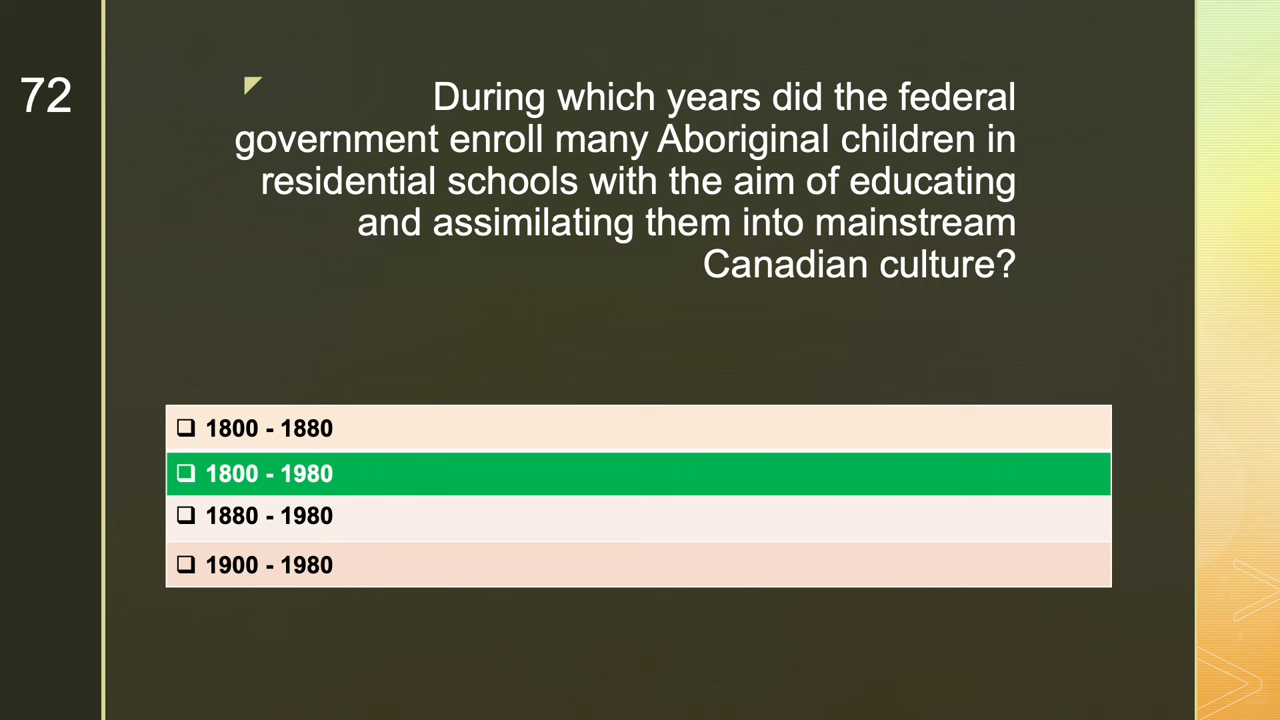 72
During which years did the federal
government enroll many Aboriginal children in
residential schools with the aim of educating
and assimilating them into mainstream
Canadian culture?
❑ 1800 - 1880
❑ 1800 - 1980
❑ 1880 - 1980
❑ 1900 - 1980